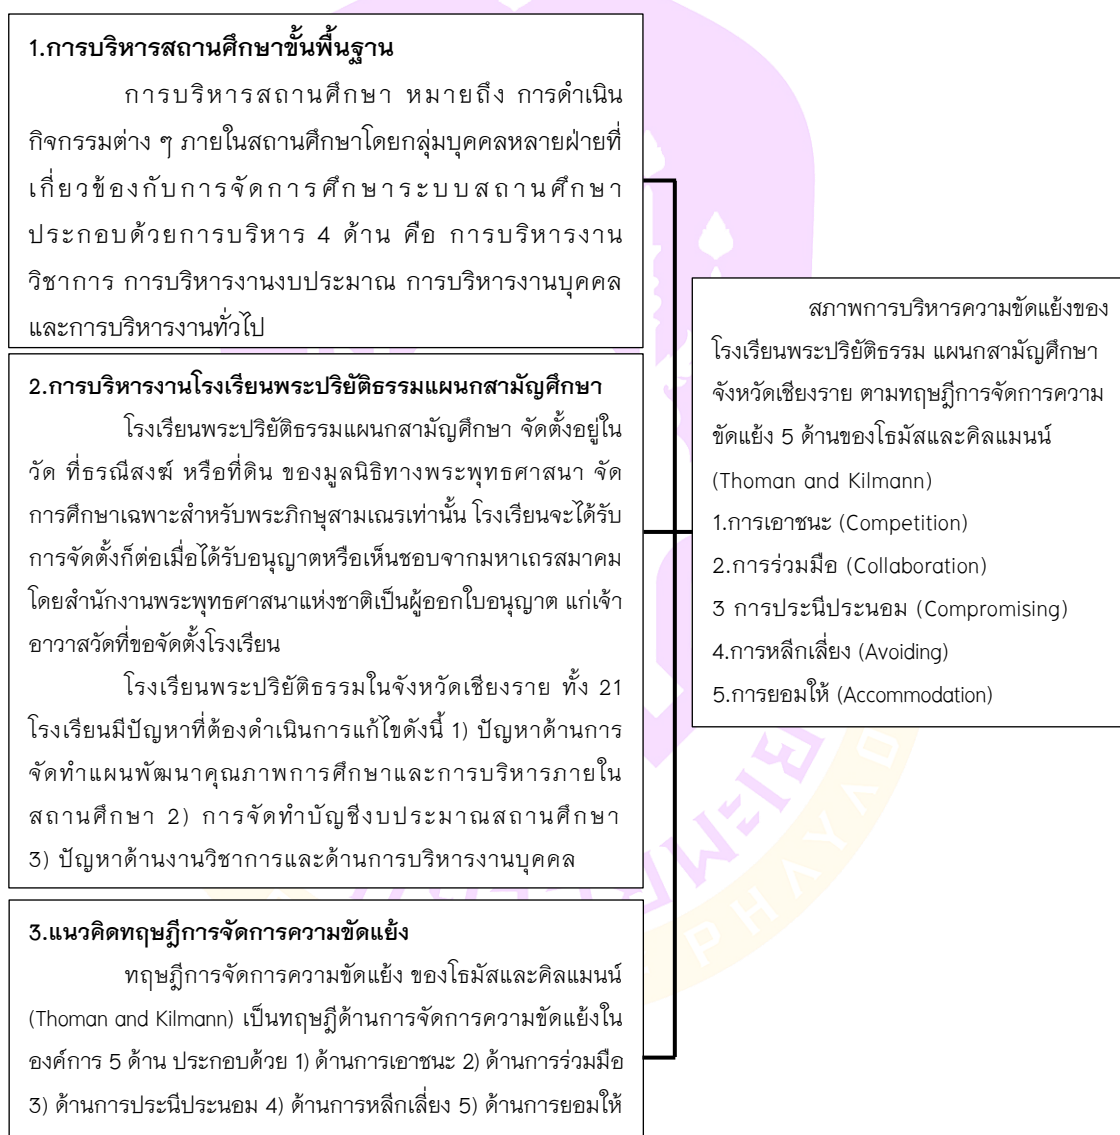 1.การบริหารสถานศึกษาขั้นพื้นฐาน
การบริหารสถานศึกษา หมายถึง การดำเนิน
กิจกรรมต่าง ๆ ภายในสถานศึกษาโดยกลุ่มบุคคลหลายฝ่ายที่
เกี่ยวข้องกับการจัดการศึกษาระบบสถานศึกษา
ประกอบด้วยการบริหาร 4 ด้าน คือ การบริหารงาน
วิชาการ การบริหารงานงบประมาณ การบริหารงานบุคคล
และการบริหารงานทั่วไป
2.การบริหารงานโรงเรียนพระปริยัติธรรมแผนกสามัญศึกษา
โรงเรียนพระปริยัติธรรมแผนกสามัญศึกษา จัดตั้งอยู่ใน
วัด ที่ธรณีสงฆ์ หรือที่ดิน ของมูลนิธิทางพระพุทธศาสนา จัด
การศึกษาเฉพาะสำหรับพระภิกษุสามเณรเท่านั้น โรงเรียนจะได้รับ
การจัดตั้งก็ต่อเมื่อได้รับอนุญาตหรือเห็นชอบจากมหาเถรสมาคม
โดยสำนักงานพระพุทธศาสนาแห่งชาติเป็นผู้ออกใบอนุญาต แก่เจ้า
อาวาสวัดที่ขอจัดตั้งโรงเรียน
โรงเรียนพระปริยัติธรรมในจังหวัดเชียงราย ทั้ง 21
โรงเรียนมีปัญหาที่ต้องดำเนินการแก้ไขดังนี้ 1) ปัญหาด้านการ
จัดทำแผนพัฒนาคุณภาพการศึกษาและการบริหารภายใน
สถานศึกษา 2) การจัดทำบัญชีงบประมาณสถานศึกษา
3) ปัญหาด้านงานวิชาการและด้านการบริหารงานบุคคล
3.แนวคิดทฤษฎีการจัดการความขัดแย้ง
ทฤษฎีการจัดการความขัดแย้ง ของโธมัสและคิลแมนน์
(Thoman and Kilmann) เป็นทฤษฎีด้านการจัดการความขัดแย้งใน
องค์การ 5 ด้าน ประกอบด้วย 1) ด้านการเอาชนะ 2) ด้านการร่วมมือ
3) ด้านการประนีประนอม 4) ด้านการหลีกเลี่ยง 5) ด้านการยอมให้
สภาพการบริหารความขัดแย้งของ
โรงเรียนพระปริยัติธรรม แผนกสามัญศึกษา
จังหวัดเชียงราย ตามทฤษฎีการจัดการความ
ขัดแย้ง 5 ด้านของโธมัสและคิลแมนน์
(Thoman and Kilmann)
1.การเอาชนะ (Competition)
2.การร่วมมือ (Collaboration)
3 การประนีประนอม (Compromising)
4.การหลีกเลี่ยง (Avoiding)
5.การยอมให้ (Accommodation)